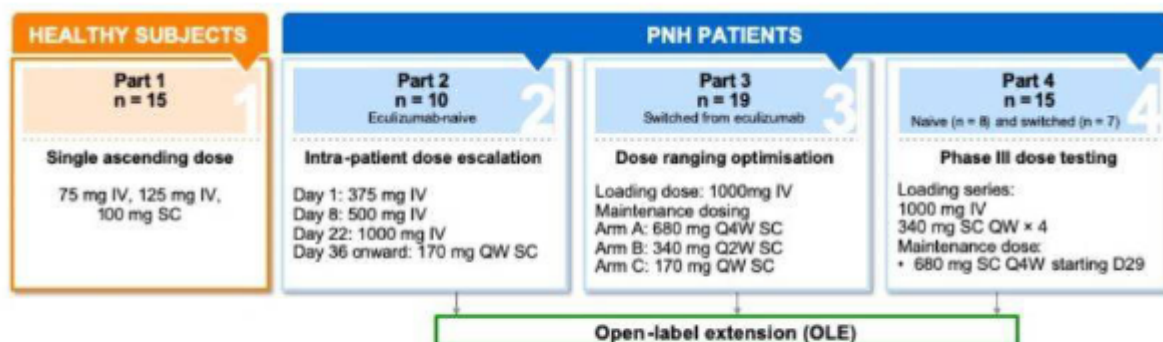 HEALTHY SUBJECTS
PNH PATIENTS
Part 1
n = 15
1
Single ascending dose
75 mg IV, 125 mg IV,
100 mg SC
Part 2
n = 10
Eculizumab-naive
2
Intra-patient dose escalation
Day 1: 375 mg IV
Day 8: 500 mg IV
Day 22: 1000 mg IV
Day 36 onward: 170 mg QW SC
Part 3
n = 19
Switched from eculizumab
3
Dose ranging optimisation
Loading dose: 1000mg IV
Maintenance dosing
Arm A: 680 mg Q4W SC
Arm B: 340 mg Q2W SC
Arm C: 170 mg QW SC
Part 4
n = 15
Naive (n = 8) and switched (n = 7)
4
Phase III dose testing
Loading series:
1000 mg IV
340 mg SC QW × 4
Maintenance dose:
• 680 mg SC Q4W starting D29
Open-label extension (OLE)